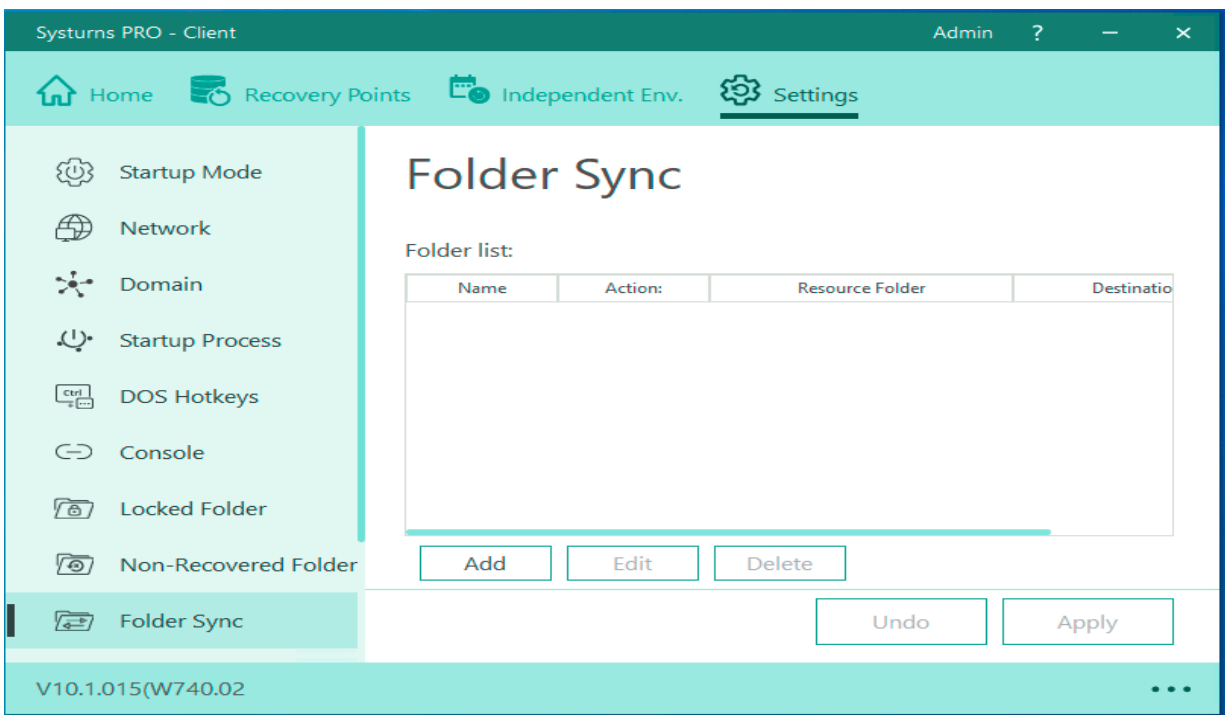 Systurns PRO - Client Admin ?
Home Recovery Points Independent Env. Settings
Startup Mode
Network
Domain
Startup Process
Ctrl
DOS Hotkeys
Console
Locked Folder
Non-Recovered Folder
Folder Sync
Folder Sync
Folder list:
Name Action: Resource Folder Destinatio
Add Edit Delete
Undo Apply
V10.1.015(W740.02